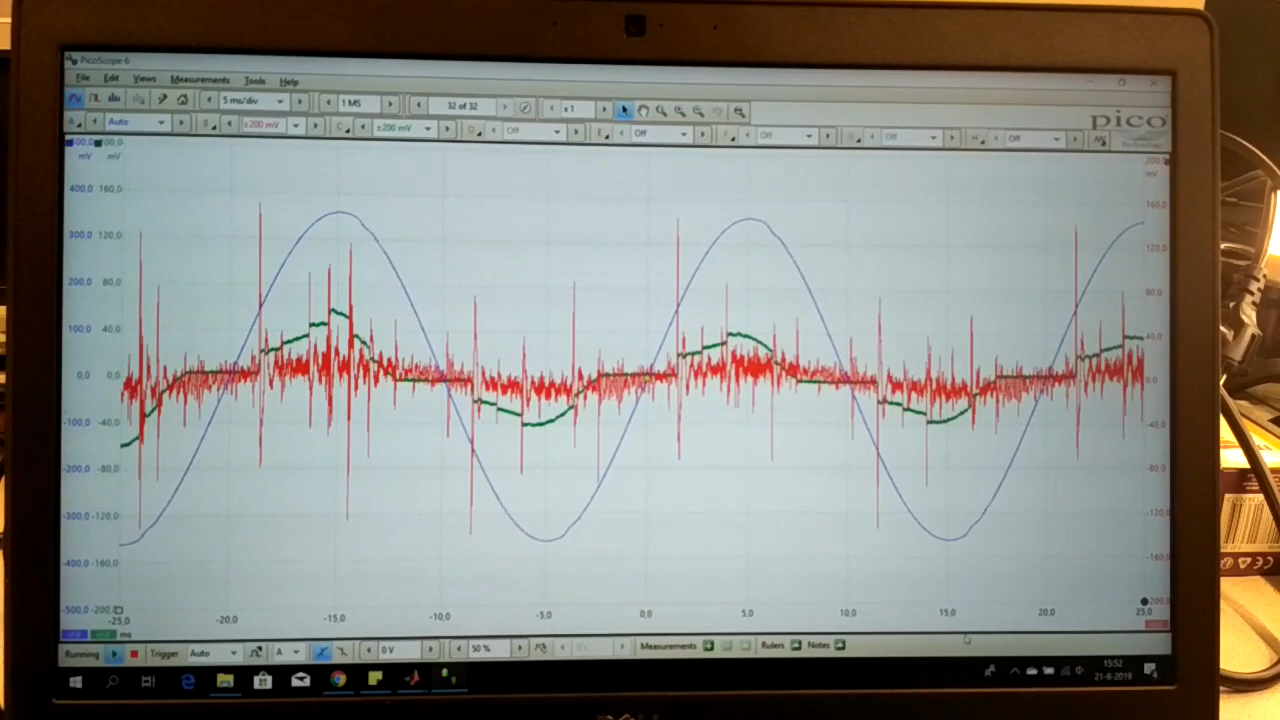 PicoScope 6
File Edit Views Measurements Tools Help
5 ms/div 1 MS 32 of 32 x 1
A Auto B ±200 mV C ±200 mV D Off E Off F Off G Off H Off
pico
Technology
mV mV
200,0
mV
400,0 160,0
160,0
300,0 120,0
120,0
200,0 80,0
80,0
100,0 40,0
40,0
0,0 0,0
0,0
-100,0 -40,0
-40,0
-200,0 -80,0
-80,0
-300,0 -120,0
-120,0
-400,0 -160,0
-160,0
-500,0 -200,0
-25,0 -20,0 -15,0 -10,0 -5,0 0,0 5,0 10,0 15,0 20,0 25,0
ms
Running Trigger Auto A 0 V 50 % Measurements Rulers Notes
15:52
21-8-2019
DELL